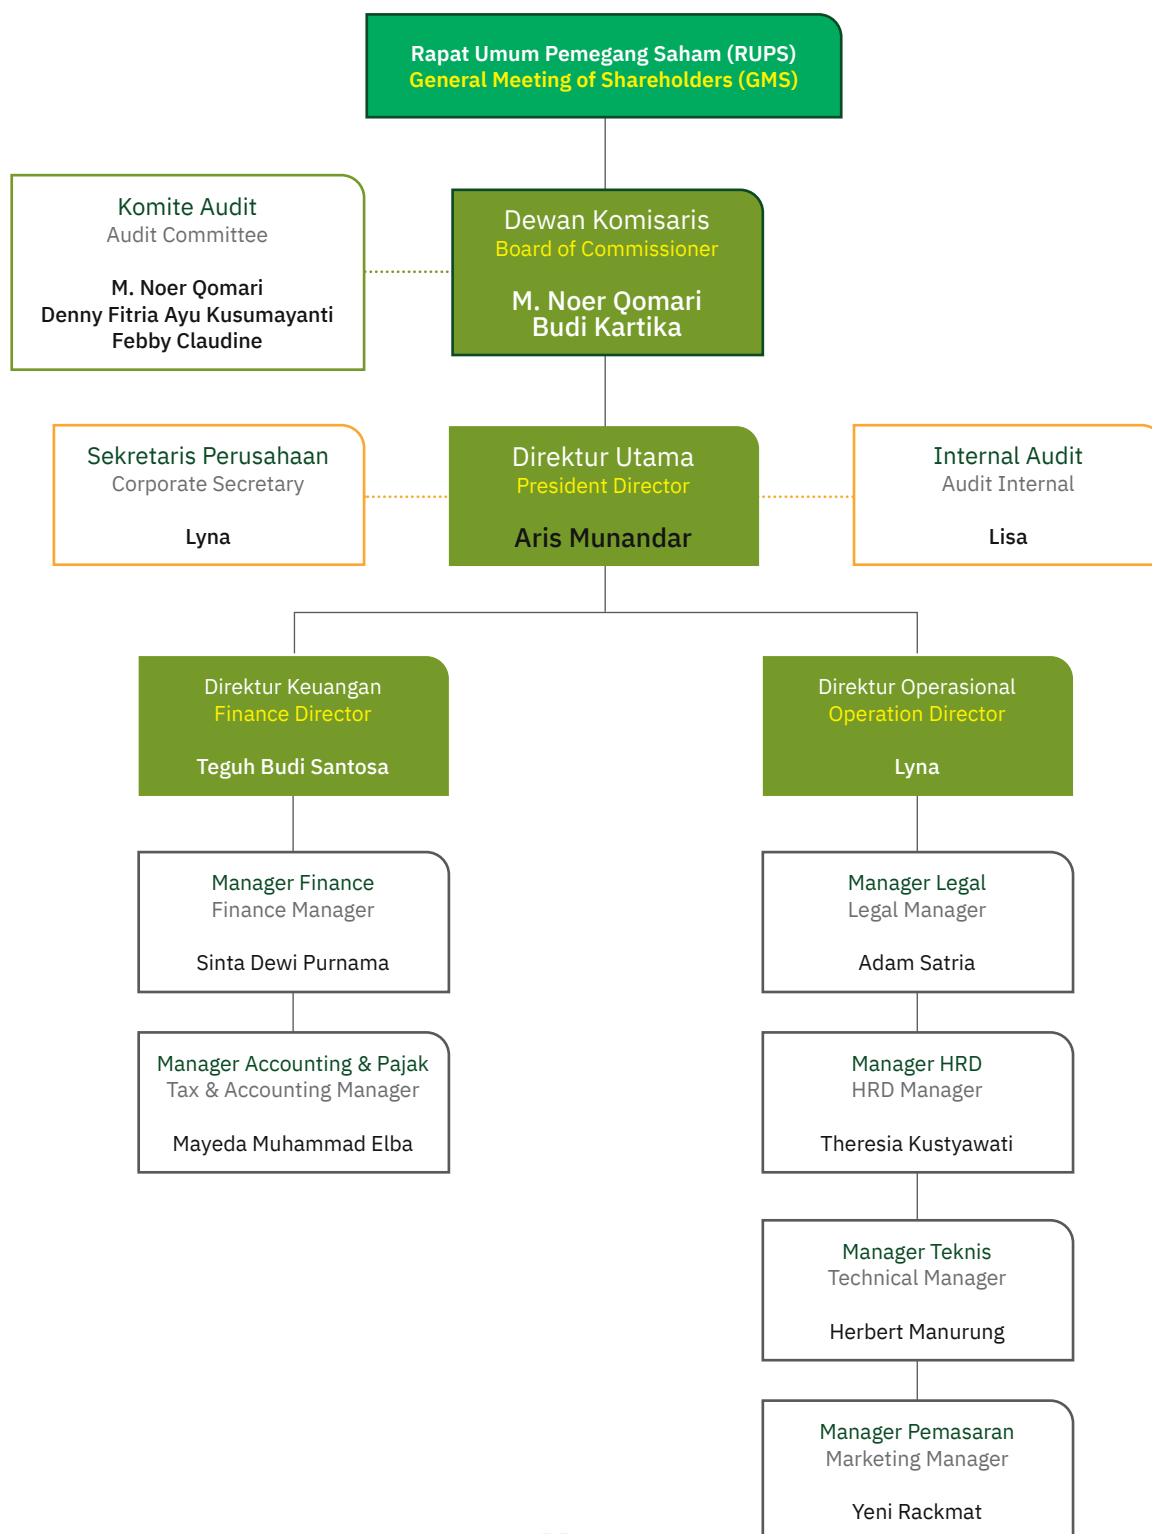 Rapat Umum Pemegang Saham (RUPS)
General Meeting of Shareholders (GMS)
Komite Audit
Audit Committee
M. Noer Qomari
Denny Fitria Ayu Kusumayanti
Febby Claudine
Dewan Komisaris
Board of Commissioner
M. Noer Qomari
Budi Kartika
Sekretaris Perusahaan
Corporate Secretary
Lyna
Direktur Utama
President Director
Aris Munandar
Internal Audit
Audit Internal
Lisa
Direktur Keuangan
Finance Director
Teguh Budi Santosa
Direktur Operasional
Operation Director
Lyna
Manager Finance
Finance Manager
Sinta Dewi Purnama
Manager Legal
Legal Manager
Adam Satria
Manager Accounting & Pajak
Tax & Accounting Manager
Mayeda Muhammad Elba
Manager HRD
HRD Manager
Theresia Kustyawati
Manager Teknis
Technical Manager
Herbert Manurung
Manager Pemasaran
Marketing Manager
Yeni Rackmat